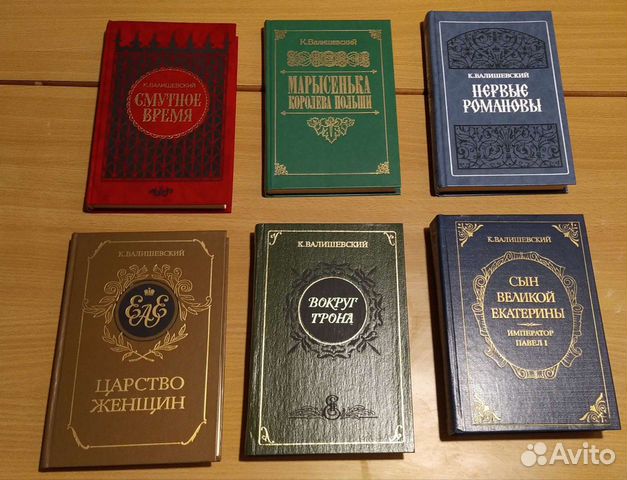 К.ВАЛИШЕВСКИЙ
СМУТНОЕ
ВРЕМЯ
К.ВАЛИШЕВСКИЙ
МАРЫСЕНЬКА
КОРОЛЕВА ПОЛЬШИ
К.ВАЛИШЕВСКИЙ
ПЕРВЫЕ
РОМАНОВЫ
К.ВАЛИШЕВСКИЙ
ЕАЕ
ЦАРСТВО
ЖЕНЩИН
К.ВАЛИШЕВСКИЙ
ВОКРУГ
ТРОНА
К.ВАЛИШЕВСКИЙ
СЫН
ВЕЛИКОЙ
ЕКАТЕРИНЫ
ИМПЕРАТОР
ПАВЕЛ I
Avito